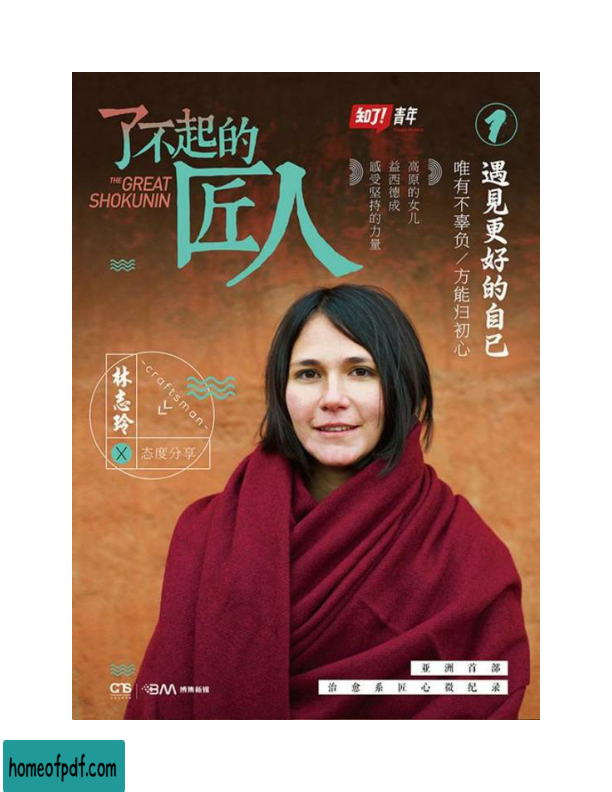 了不起的
匠人
THE GREAT
SHOKUNIN
知了!青年
1
遇見更好的自己
唯有不辜负/方能归初心
高原的女儿
益西德成
感受坚持的力量
林志玲
-craftsman-
X 态度分享
亚洲首部
治愈系匠心微纪录
BM 博集新媒
homeofpdf.com